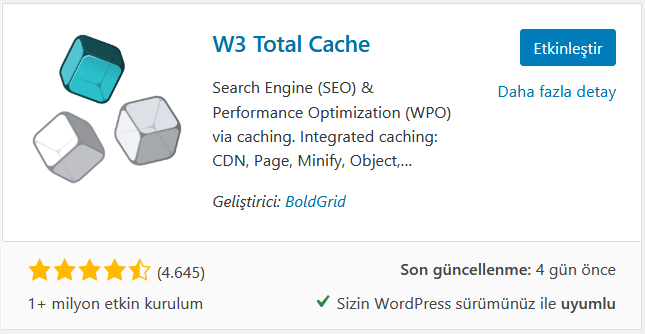 W3 Total Cache
Etkinleştir
Daha fazla detay
Search Engine (SEO) &
Performance Optimization (WPO)
via caching. Integrated caching:
CDN, Page, Minify, Object,...
Geliştirici: BoldGrid
(4.645)
1+ milyon etkin kurulum
Son güncellenme: 4 gün önce
Sizin WordPress sürümünüz ile uyumlu